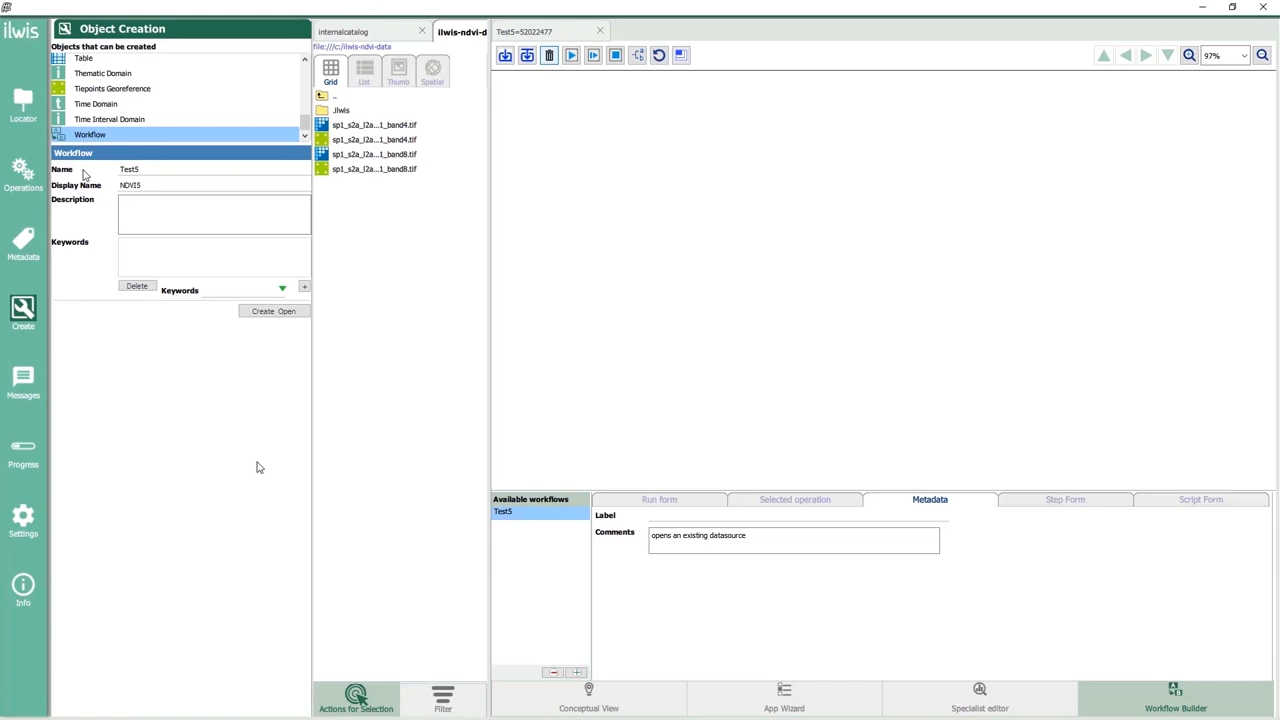 ilwis
Locator
Operations
Metadata
Create
Messages
Progress
Settings
Info
Object Creation
Objects that can be created
Table
Thematic Domain
Tiepoints Georeference
Time Domain
Time Interval Domain
Workflow
Workflow
Name Test5
Display Name NDVI5
Description
Keywords
Delete Keywords +
Create Open
internalcatalog ilwis-ndvi-d
file:///c:/ilwis-ndvi-data
Grid List Thumb Spatial
..
.ilwis
sp1_s2a_l2a...1_band4.tif
sp1_s2a_l2a...1_band4.tif
sp1_s2a_l2a...1_band8.tif
sp1_s2a_l2a...1_band8.tif
Actions for Selection Filter
Test5=52022477
97%
Available workflows
Test5
Run form Selected operation Metadata Step Form Script Form
Label
Comments opens an existing datasource
Conceptual View App Wizard Specialist editor Workflow Builder